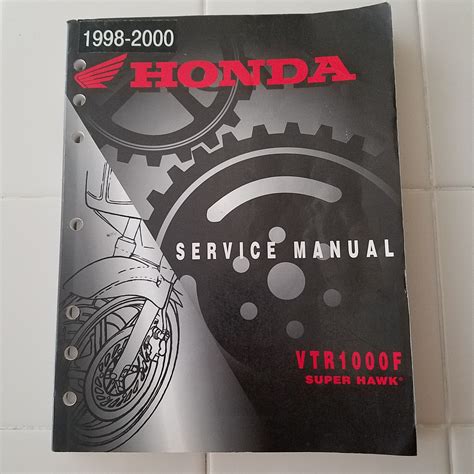 1998-2000
HONDA
SERVICE MANUAL
VTR1000F
SUPER HAWK®